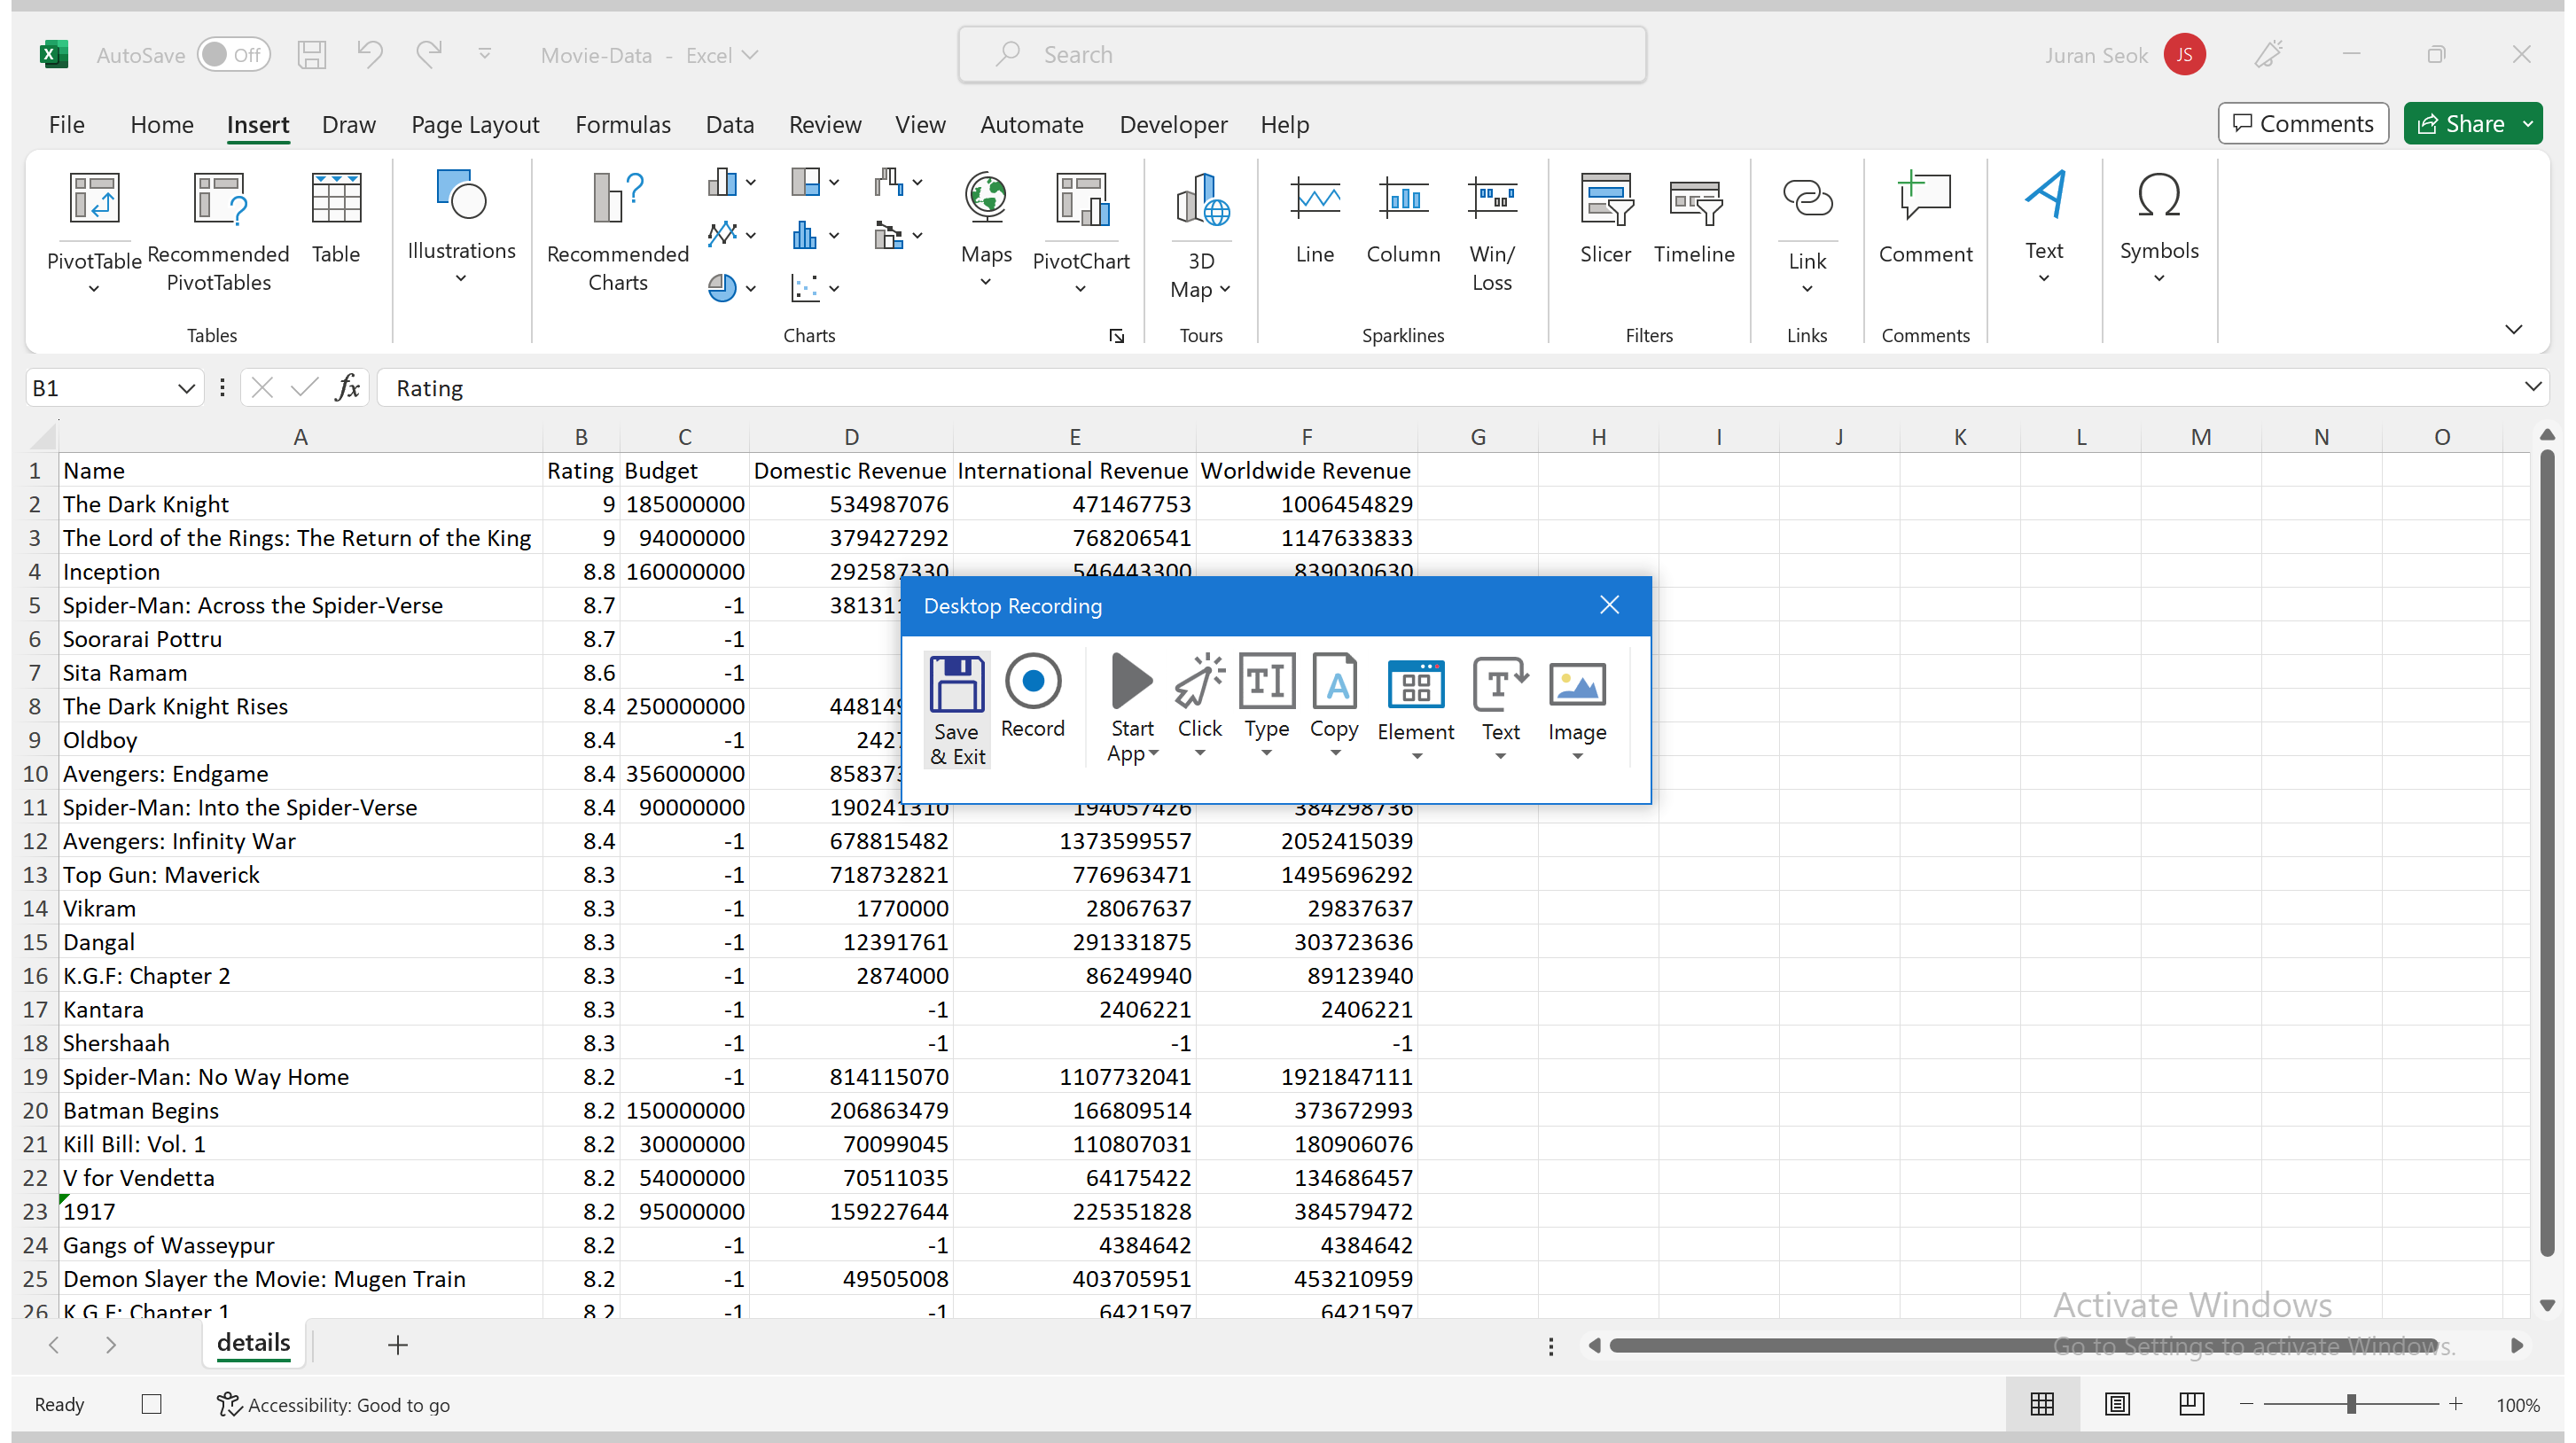 AutoSave Off Movie-Data - Excel Search Juran Seok JS
File Home Insert Draw Page Layout Formulas Data Review View Automate Developer Help Comments Share
PivotTable Recommended PivotTables Table Illustrations Recommended Charts Maps PivotChart 3D Map Line Column Win/Loss Slicer Timeline Link Comment Text Symbols
Tables Charts Tours Sparklines Filters Links Comments
B1 fx Rating
A B C D E F G H I J K L M N O
1 Name Rating Budget Domestic Revenue International Revenue Worldwide Revenue
2 The Dark Knight 9 185000000 534987076 471467753 1006454829
3 The Lord of the Rings: The Return of the King 9 94000000 379427292 768206541 1147633833
4 Inception 8.8 160000000 292587330 546443300 839030630
5 Spider-Man: Across the Spider-Verse 8.7 -1
6 Soorarai Pottru 8.7 -1
7 Sita Ramam 8.6 -1
8 The Dark Knight Rises 8.4 250000000
9 Oldboy 8.4 -1
10 Avengers: Endgame 8.4 356000000
11 Spider-Man: Into the Spider-Verse 8.4 90000000 190241310 194057426 384298736
12 Avengers: Infinity War 8.4 -1 678815482 1373599557 2052415039
13 Top Gun: Maverick 8.3 -1 718732821 776963471 1495696292
14 Vikram 8.3 -1 1770000 28067637 29837637
15 Dangal 8.3 -1 12391761 291331875 303723636
16 K.G.F: Chapter 2 8.3 -1 2874000 86249940 89123940
17 Kantara 8.3 -1 -1 2406221 2406221
18 Shershaah 8.3 -1 -1 -1 -1
19 Spider-Man: No Way Home 8.2 -1 814115070 1107732041 1921847111
20 Batman Begins 8.2 150000000 206863479 166809514 373672993
21 Kill Bill: Vol. 1 8.2 30000000 70099045 110807031 180906076
22 V for Vendetta 8.2 54000000 70511035 64175422 134686457
23 1917 8.2 95000000 159227644 225351828 384579472
24 Gangs of Wasseypur 8.2 -1 -1 4384642 4384642
25 Demon Slayer the Movie: Mugen Train 8.2 -1 49505008 403705951 453210959
26 K.G.F: Chapter 1 8.2 -1 -1 6421597 6421597
Desktop Recording
Save & Exit Record Start App Click Type Copy Element Text Image
Activate Windows
Go to Settings to activate Windows.
details
Ready Accessibility: Good to go 100%